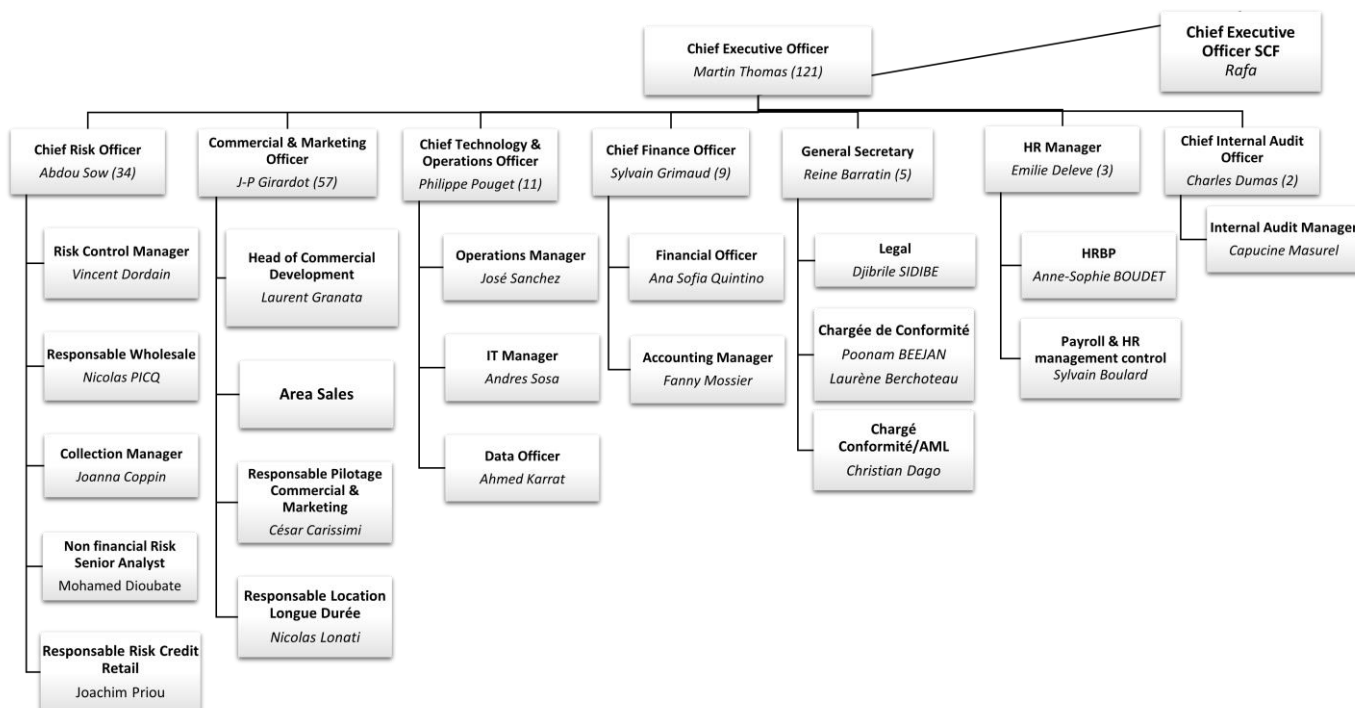 Chief Executive Officer
Martin Thomas (121)
Chief Executive
Officer SCF
Rafa
Chief Risk Officer
Abdou Sow (34)
Risk Control Manager
Vincent Dordain
Responsable Wholesale
Nicolas PICQ
Collection Manager
Joanna Coppin
Non financial Risk
Senior Analyst
Mohamed Dioubate
Responsable Risk Credit
Retail
Joachim Priou
Commercial & Marketing
Officer
J-P Girardot (57)
Head of Commercial
Development
Laurent Granata
Area Sales
Responsable Pilotage
Commercial &
Marketing
César Carissimi
Responsable Location
Longue Durée
Nicolas Lonati
Chief Technology &
Operations Officer
Philippe Pouget (11)
Operations Manager
José Sanchez
IT Manager
Andres Sosa
Data Officer
Ahmed Karrat
Chief Finance Officer
Sylvain Grimaud (9)
Financial Officer
Ana Sofia Quintino
Accounting Manager
Fanny Mossier
General Secretary
Reine Barratin (5)
Legal
Djibrile SIDIBE
Chargée de Conformité
Poonam BEEJAN
Laurène Berchoteau
Chargé
Conformité/AML
Christian Dago
HR Manager
Emilie Deleve (3)
HRBP
Anne-Sophie BOUDET
Payroll & HR
management control
Sylvain Boulard
Chief Internal Audit
Officer
Charles Dumas (2)
Internal Audit Manager
Capucine Masurel